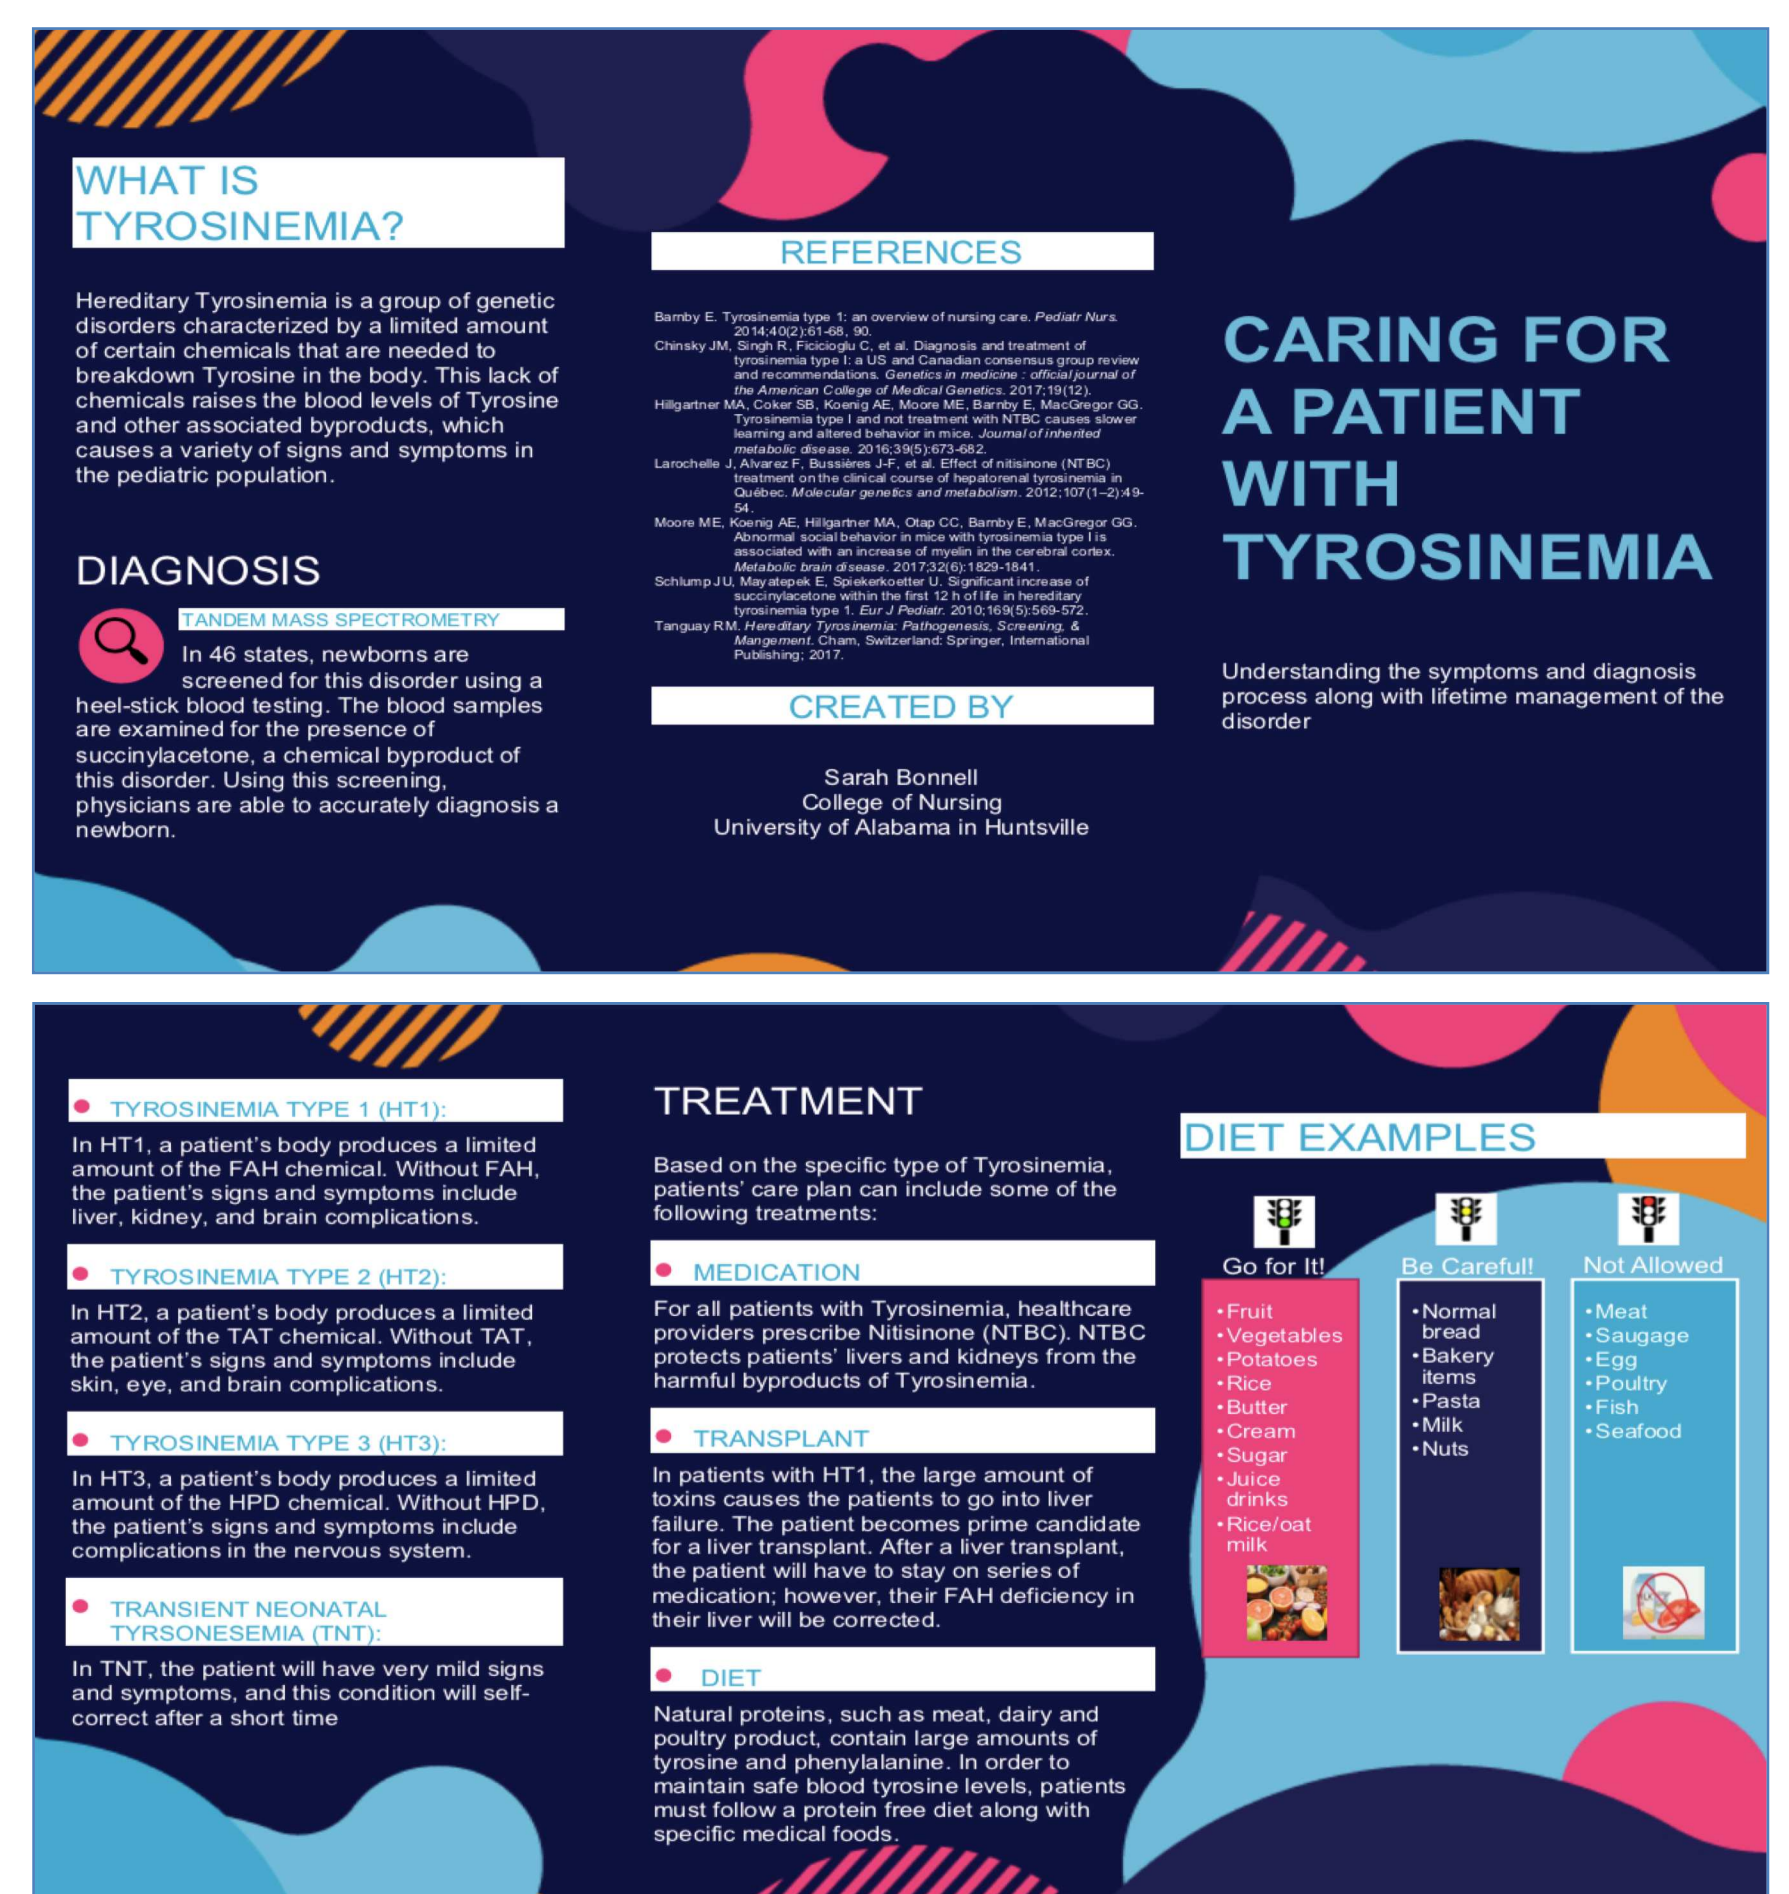 WHAT IS
TYROSINEMIA?
Hereditary Tyrosinemia is a group of genetic
disorders characterized by a limited amount
of certain chemicals that are needed to
breakdown Tyrosine in the body. This lack of
chemicals raises the blood levels of Tyrosine
and other associated byproducts, which
causes a variety of signs and symptoms in
the pediatric population.
DIAGNOSIS
TANDEM MASS SPECTROMETRY
In 46 states, newborns are
screened for this disorder using a
heel-stick blood testing. The blood samples
are examined for the presence of
succinylacetone, a chemical byproduct of
this disorder. Using this screening,
physicians are able to accurately diagnosis a
newborn.
REFERENCES
Barnby E. Tyrosinemia type 1: an overview of nursing care. Pediatr Nurs.
2014;40(2):61-68, 90.
Chinsky JM, Singh R, Ficicioglu C, et al. Diagnosis and treatment of
tyrosinemia type I: a US and Canadian consensus group review
and recommendations. Genetics in medicine : official journal of
the American College of Medical Genetics. 2017;19(12).
Hillgartner MA, Coker SB, Koenig AE, Moore ME, Barnby E, MacGregor GG.
Tyrosinemia type I and not treatment with NTBC causes slower
learning and altered behavior in mice. Journal of inherited
metabolic disease. 2016;39(5):673-682.
Larochelle J, Alvarez F, Bussières J-F, et al. Effect of nitisinone (NTBC)
treatment on the clinical course of hepatorenal tyrosinemia in
Québec. Molecular genetics and metabolism. 2012;107(1–2):49-
54.
Moore ME, Koenig AE, Hillgartner MA, Otap CC, Barnby E, MacGregor GG.
Abnormal social behavior in mice with tyrosinemia type I is
associated with an increase of myelin in the cerebral cortex.
Metabolic brain disease. 2017;32(6):1829-1841.
Schlump JU, Mayatepek E, Spiekerkoetter U. Significant increase of
succinylacetone within the first 12 h of life in hereditary
tyrosinemia type 1. Eur J Pediatr. 2010;169(5):569-572.
Tanguay RM. Hereditary Tyrosinemia: Pathogenesis, Screening, &
Mangement. Cham, Switzerland: Springer, International
Publishing; 2017.
CREATED BY
Sarah Bonnell
College of Nursing
University of Alabama in Huntsville
CARING FOR
A PATIENT
WITH
TYROSINEMIA
Understanding the symptoms and diagnosis
process along with lifetime management of the
disorder
• TYROSINEMIA TYPE 1 (HT1):
In HT1, a patient’s body produces a limited
amount of the FAH chemical. Without FAH,
the patient’s signs and symptoms include
liver, kidney, and brain complications.
• TYROSINEMIA TYPE 2 (HT2):
In HT2, a patient’s body produces a limited
amount of the TAT chemical. Without TAT,
the patient’s signs and symptoms include
skin, eye, and brain complications.
• TYROSINEMIA TYPE 3 (HT3):
In HT3, a patient’s body produces a limited
amount of the HPD chemical. Without HPD,
the patient’s signs and symptoms include
complications in the nervous system.
• TRANSIENT NEONATAL
TYRSONESEMIA (TNT):
In TNT, the patient will have very mild signs
and symptoms, and this condition will self-
correct after a short time
TREATMENT
Based on the specific type of Tyrosinemia,
patients’ care plan can include some of the
following treatments:
• MEDICATION
For all patients with Tyrosinemia, healthcare
providers prescribe Nitisinone (NTBC). NTBC
protects patients’ livers and kidneys from the
harmful byproducts of Tyrosinemia.
• TRANSPLANT
In patients with HT1, the large amount of
toxins causes the patients to go into liver
failure. The patient becomes prime candidate
for a liver transplant. After a liver transplant,
the patient will have to stay on series of
medication; however, their FAH deficiency in
their liver will be corrected.
• DIET
Natural proteins, such as meat, dairy and
poultry product, contain large amounts of
tyrosine and phenylalanine. In order to
maintain safe blood tyrosine levels, patients
must follow a protein free diet along with
specific medical foods.
DIET EXAMPLES
Go for It!
• Fruit
• Vegetables
• Potatoes
• Rice
• Butter
• Cream
• Sugar
• Juice
drinks
• Rice/oat
milk
Be Careful!
• Normal
bread
• Bakery
items
• Pasta
• Milk
• Nuts
Not Allowed
• Meat
• Saugage
• Egg
• Poultry
• Fish
• Seafood